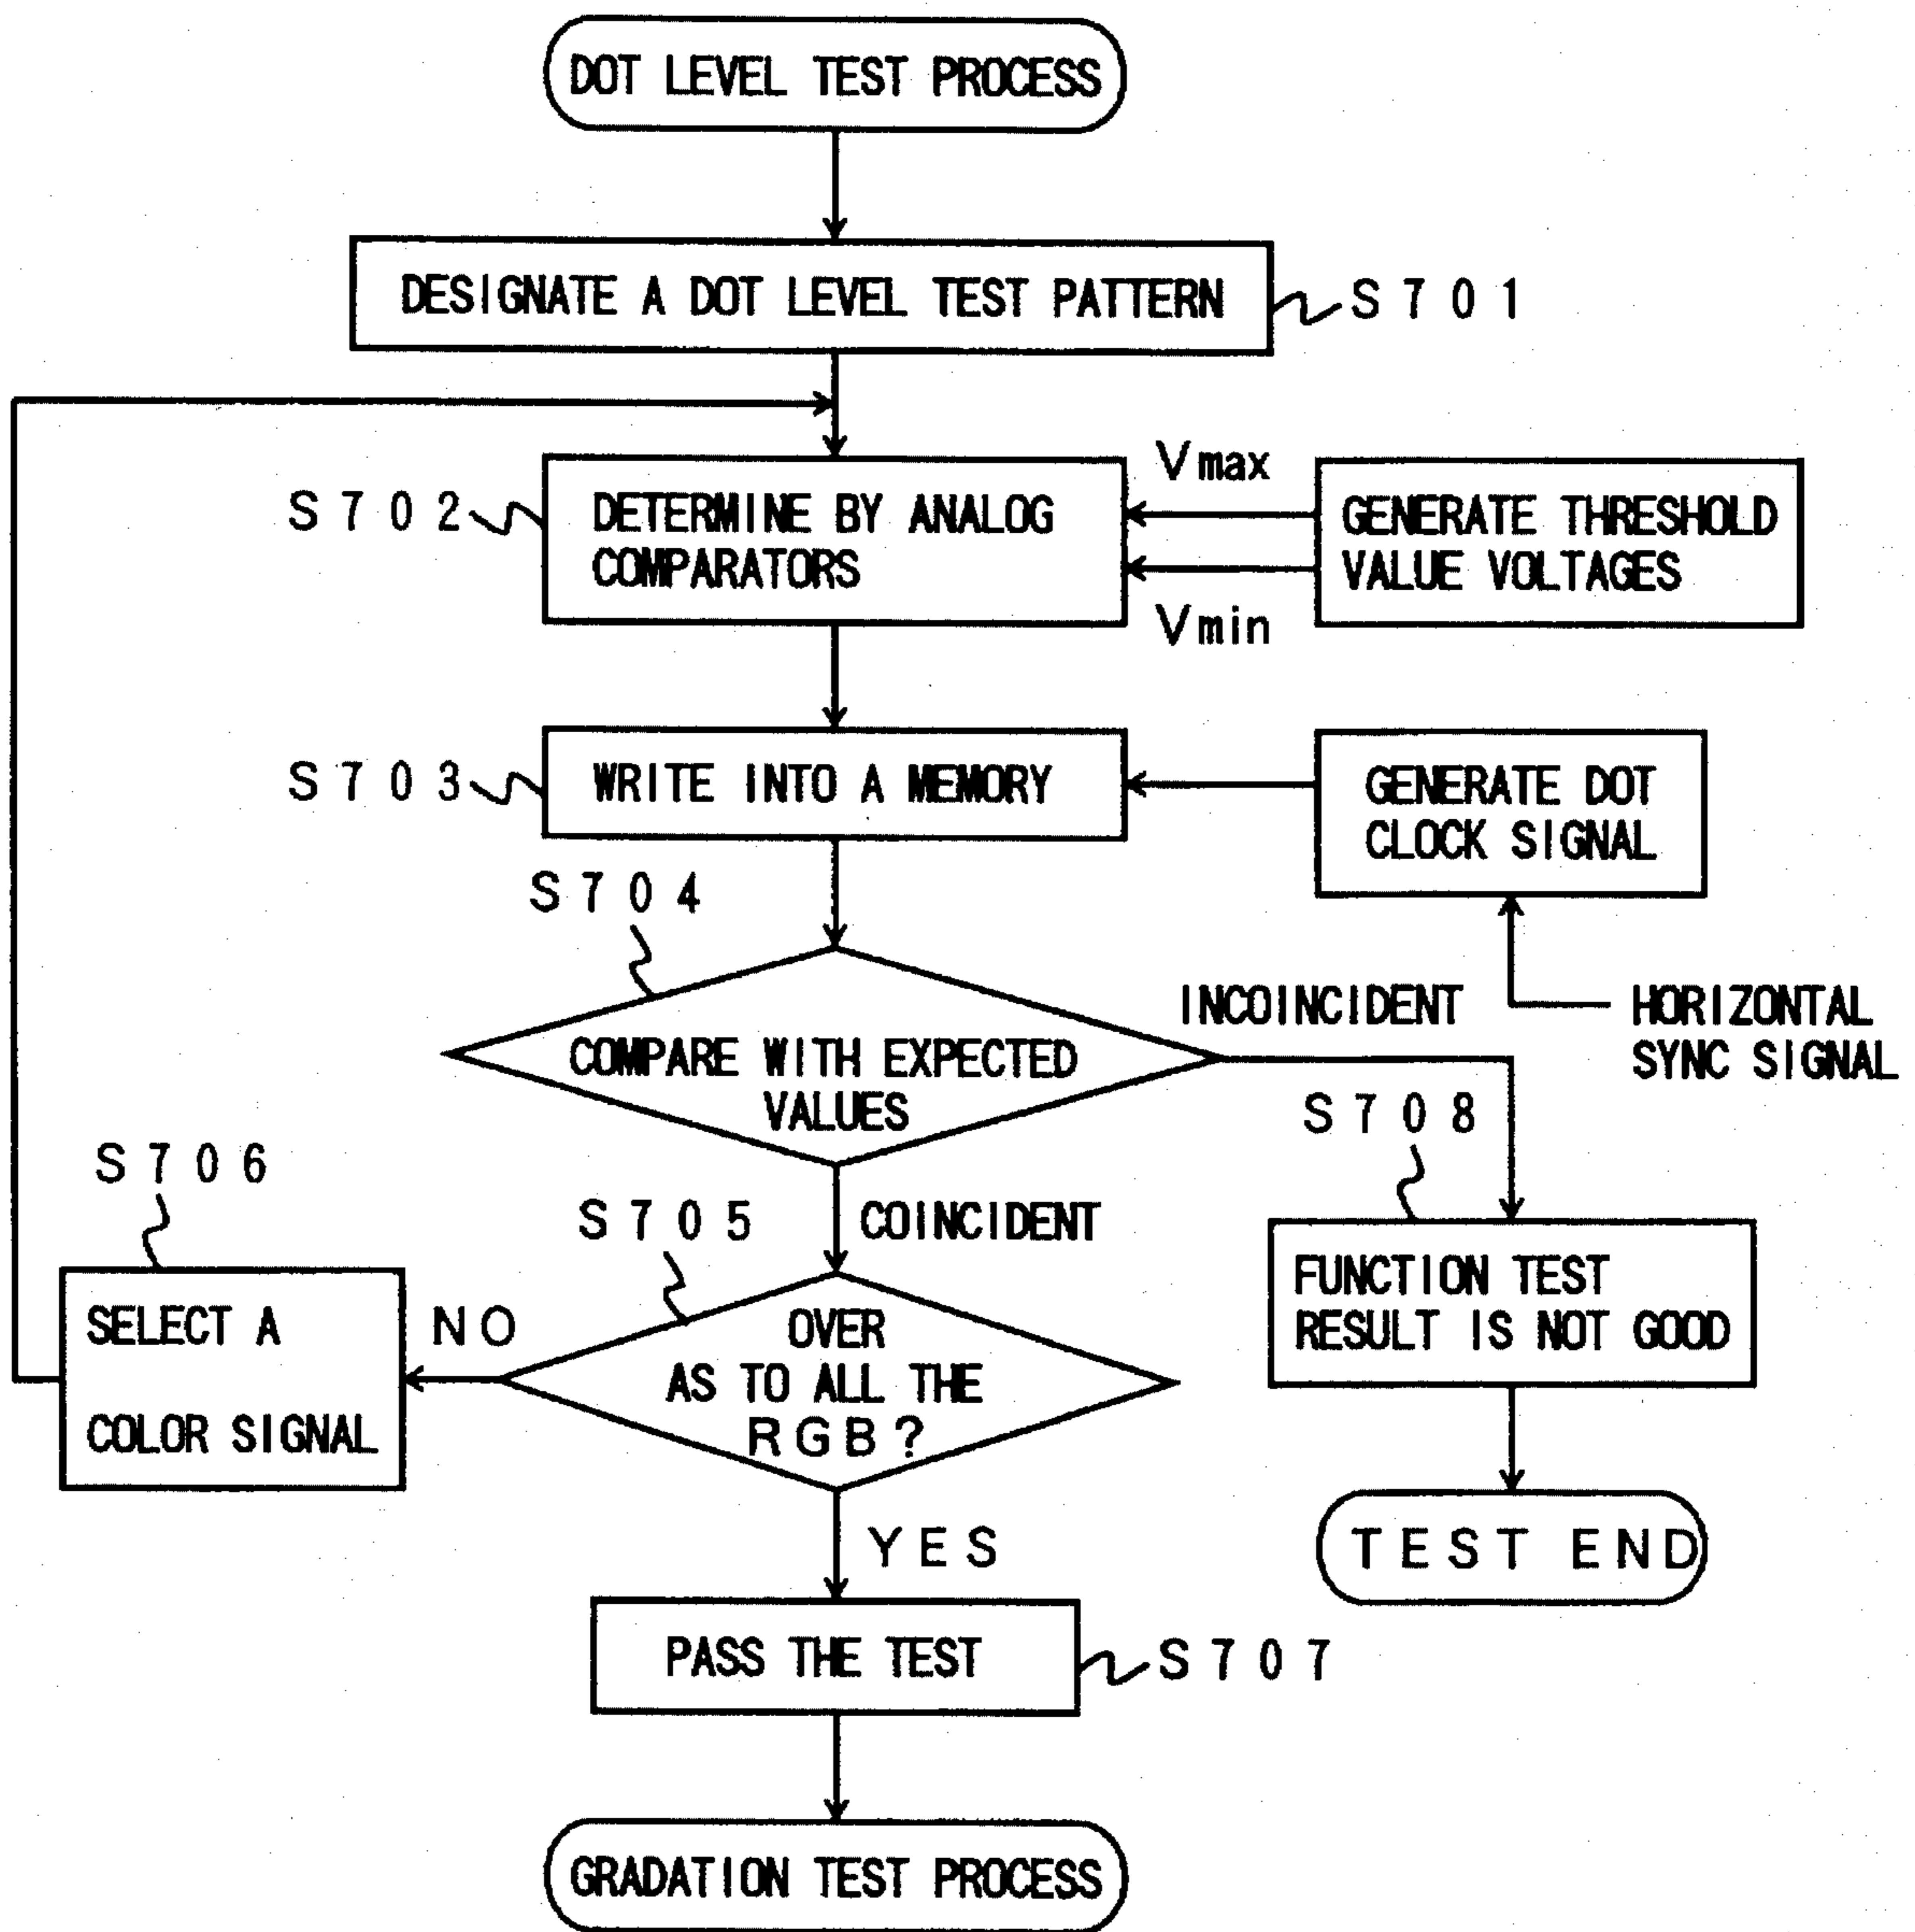 DOT LEVEL TEST PROCESS
DESIGNATE A DOT LEVEL TEST PATTERN
S701
S702
DETERMINE BY ANALOG
COMPARATORS
Vmax
Vmin
GENERATE THRESHOLD
VALUE VOLTAGES
S703
WRITE INTO A MEMORY
GENERATE DOT
CLOCK SIGNAL
HORIZONTAL
SYNC SIGNAL
S704
COMPARE WITH EXPECTED
VALUES
INCOINCIDENT
COINCIDENT
S708
FUNCTION TEST
RESULT IS NOT GOOD
TEST END
S705
OVER
AS TO ALL THE
RGB?
NO
S706
SELECT A
COLOR SIGNAL
YES
PASS THE TEST
S707
GRADATION TEST PROCESS